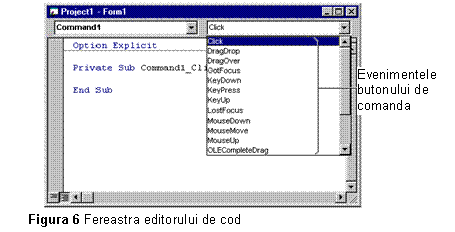 Project1 - Form1
Command1 Click
Option Explicit
Private Sub Command1_Cli
End Sub
Click
DragDrop
DragOver
GotFocus
KeyDown
KeyPress
KeyUp
LostFocus
MouseDown
MouseMove
MouseUp
OLECompleteDrag
Evenimentele
butonului de
comanda
Figura 6 Fereastra editorului de cod